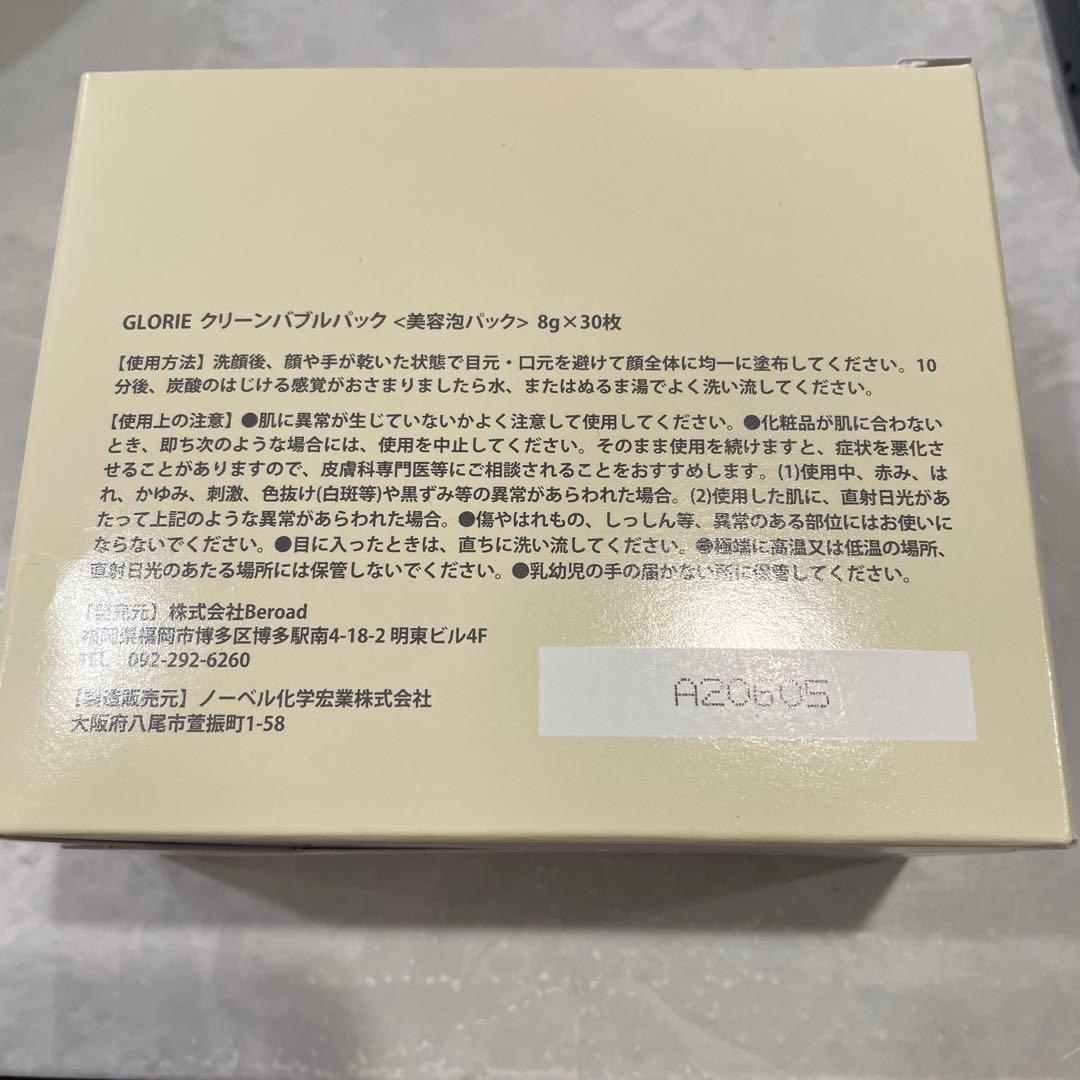 GLORIE クリーンバブルパック <美容泡パック> 8g×30枚
【使用方法】洗顔後、顔や手が乾いた状態で目元・口元を避けて顔全体に均一に塗布してください。10
分後、炭酸のはじける感覚がおさまりましたら水、またはぬるま湯でよく洗い流してください。
【使用上の注意】●肌に異常が生じていないかよく注意して使用してください。●化粧品が肌に合わない
とき、即ち次のような場合には、使用を中止してください。そのまま使用を続けますと、症状を悪化さ
せることがありますので、皮膚科専門医等にご相談されることをおすすめします。(1)使用中、赤み、は
れ、かゆみ、刺激、色抜け(白斑等)や黒ずみ等の異常があらわれた場合。(2)使用した肌に、直射日光があ
たって上記のような異常があらわれた場合。●傷やはれもの、しっしん等、異常のある部位にはお使いに
ならないでください。●目に入ったときは、直ちに洗い流してください。●極端に高温又は低温の場所、
直射日光のあたる場所には保管しないでください。●乳幼児の手の届かない所に保管してください。
【発売元】株式会社Beroad
福岡県福岡市博多区博多駅南4-18-2 明東ビル4F
TEL 092-292-6260
【製造販売元】ノーベル化学宏業株式会社
大阪府八尾市萱振町1-58
A20605